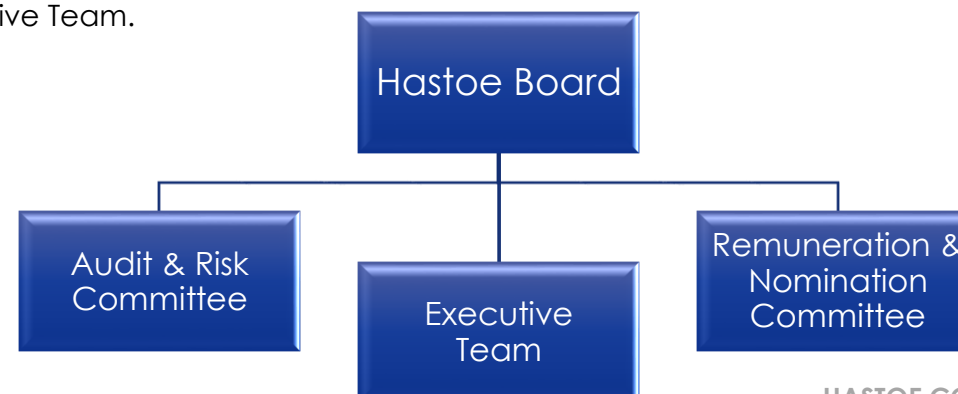 ive Team.
Hastoe Board
Audit & Risk
Committee
Executive
Team
Remuneration &
Nomination
Committee